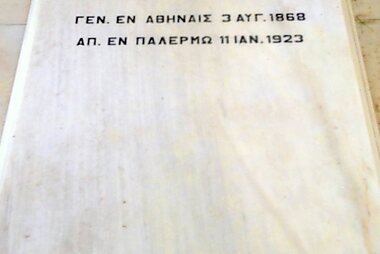 ΓΕΝ. ΕΝ ΑΘΗΝΑΙΣ 3 ΑΥΓ. 1868
ΑΠ. ΕΝ ΠΑΛΕΡΜΩ 11 ΙΑΝ. 1923